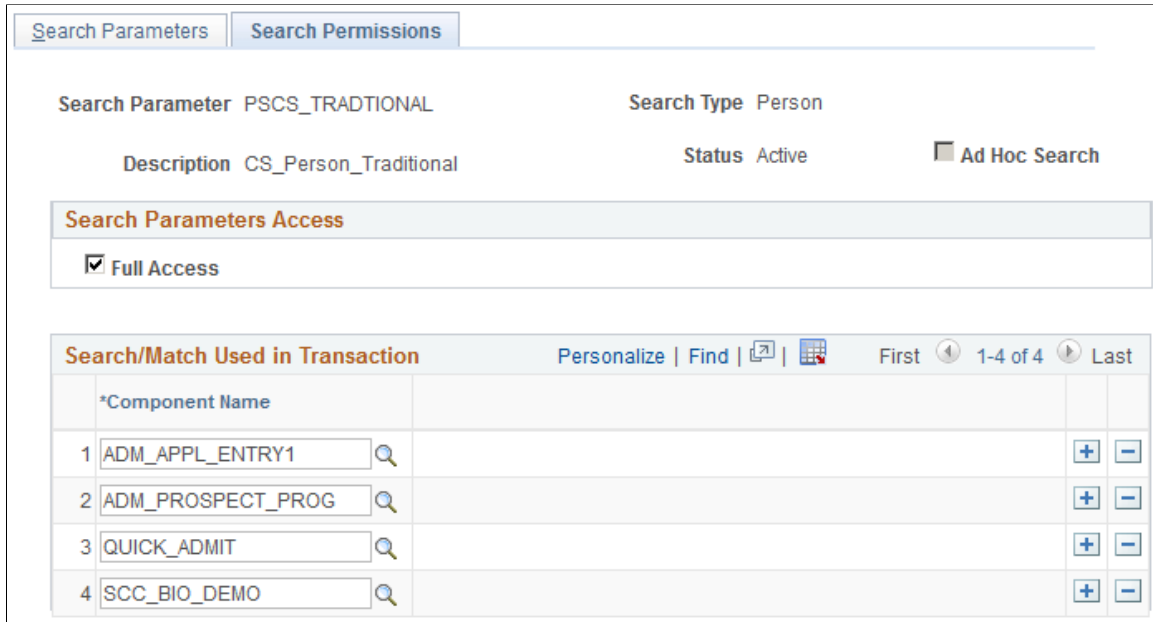 Search Parameters Search Permissions
Search Parameter PSCS_TRADTIONAL Search Type Person
Description CS_Person_Traditional Status Active Ad Hoc Search
Search Parameters Access
Full Access
Search/Match Used in Transaction Personalize | Find | | First 1-4 of 4 Last
*Component Name
1 ADM_APPL_ENTRY1
2 ADM_PROSPECT_PROG
3 QUICK_ADMIT
4 SCC_BIO_DEMO